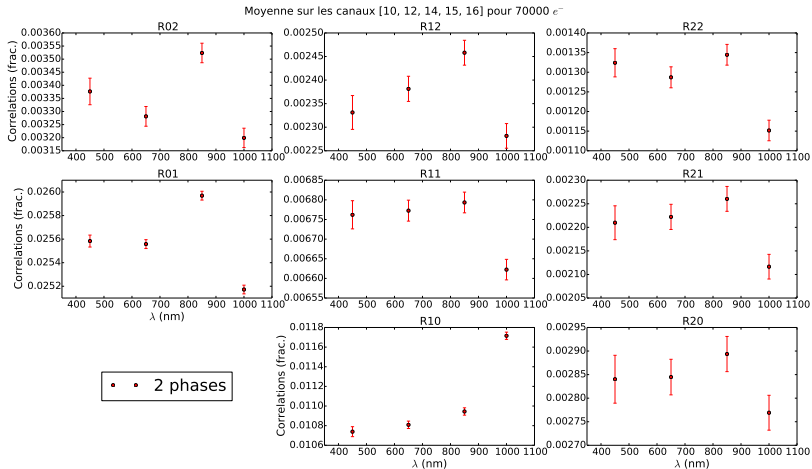 Moyenne sur les canaux [10, 12, 14, 15, 16] pour 70000 e⁻
R02
Correlations (frac.)
0.00360
0.00355
0.00350
0.00345
0.00340
0.00335
0.00330
0.00325
0.00320
0.00315
400 500 600 700 800 900 1000 1100
R12
0.00250
0.00245
0.00240
0.00235
0.00230
0.00225
400 500 600 700 800 900 1000 1100
R22
0.00140
0.00135
0.00130
0.00125
0.00120
0.00115
0.00110
400 500 600 700 800 900 1000 1100
R01
Correlations (frac.)
0.0260
0.0258
0.0256
0.0254
0.0252
400 500 600 700 800 900 1000 1100
λ (nm)
R11
0.00685
0.00680
0.00675
0.00670
0.00665
0.00660
0.00655
400 500 600 700 800 900 1000 1100
R21
0.00230
0.00225
0.00220
0.00215
0.00210
0.00205
400 500 600 700 800 900 1000 1100
2 phases
R10
Correlations (frac.)
0.0118
0.0116
0.0114
0.0112
0.0110
0.0108
0.0106
400 500 600 700 800 900 1000 1100
λ (nm)
R20
0.00295
0.00290
0.00285
0.00280
0.00275
0.00270
400 500 600 700 800 900 1000 1100
λ (nm)